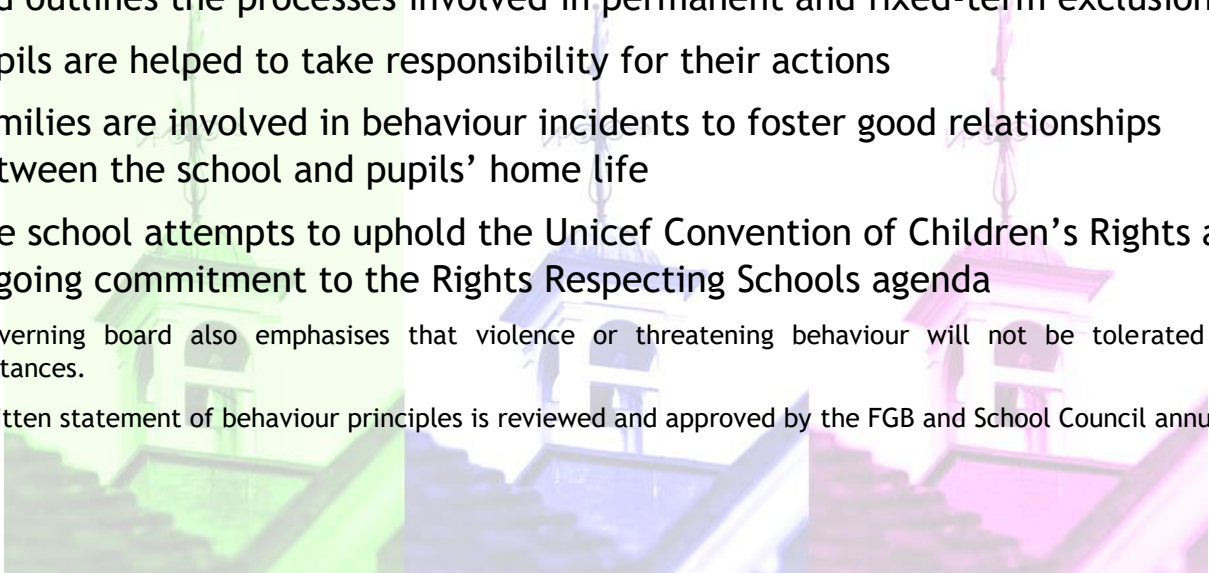 d outlines the processes involved in permanent and fixed-term exclusion
pils are helped to take responsibility for their actions
milies are involved in behaviour incidents to foster good relationships
tween the school and pupils’ home life
e school attempts to uphold the Unicef Convention of Children’s Rights a
going commitment to the Rights Respecting Schools agenda
verning board also emphasises that violence or threatening behaviour will not be tolerated
tances.
tten statement of behaviour principles is reviewed and approved by the FGB and School Council annu